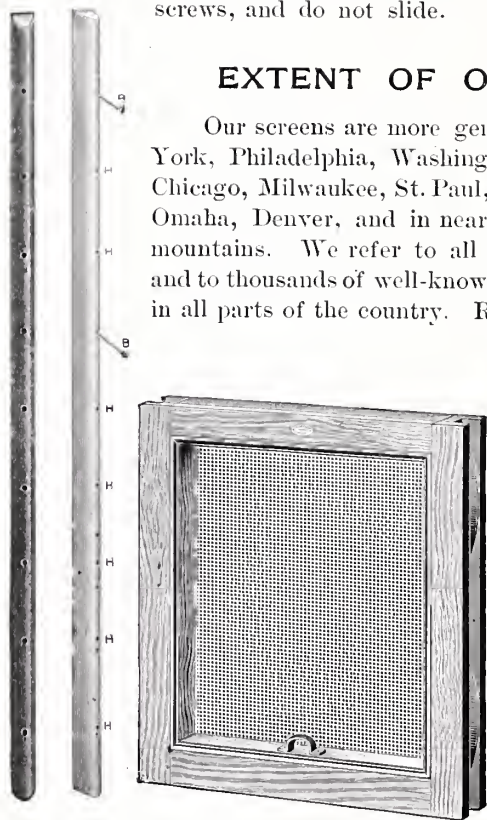 screws, and do not slide.
EXTENT OF O
Our screens are more ge
York, Philadelphia, Washing
Chicago, Milwaukee, St. Paul,
Omaha, Denver, and in near
mountains. We refer to all
and to thousands of well-know
in all parts of the country. R
A
H
H
B
H
H
H
H
H